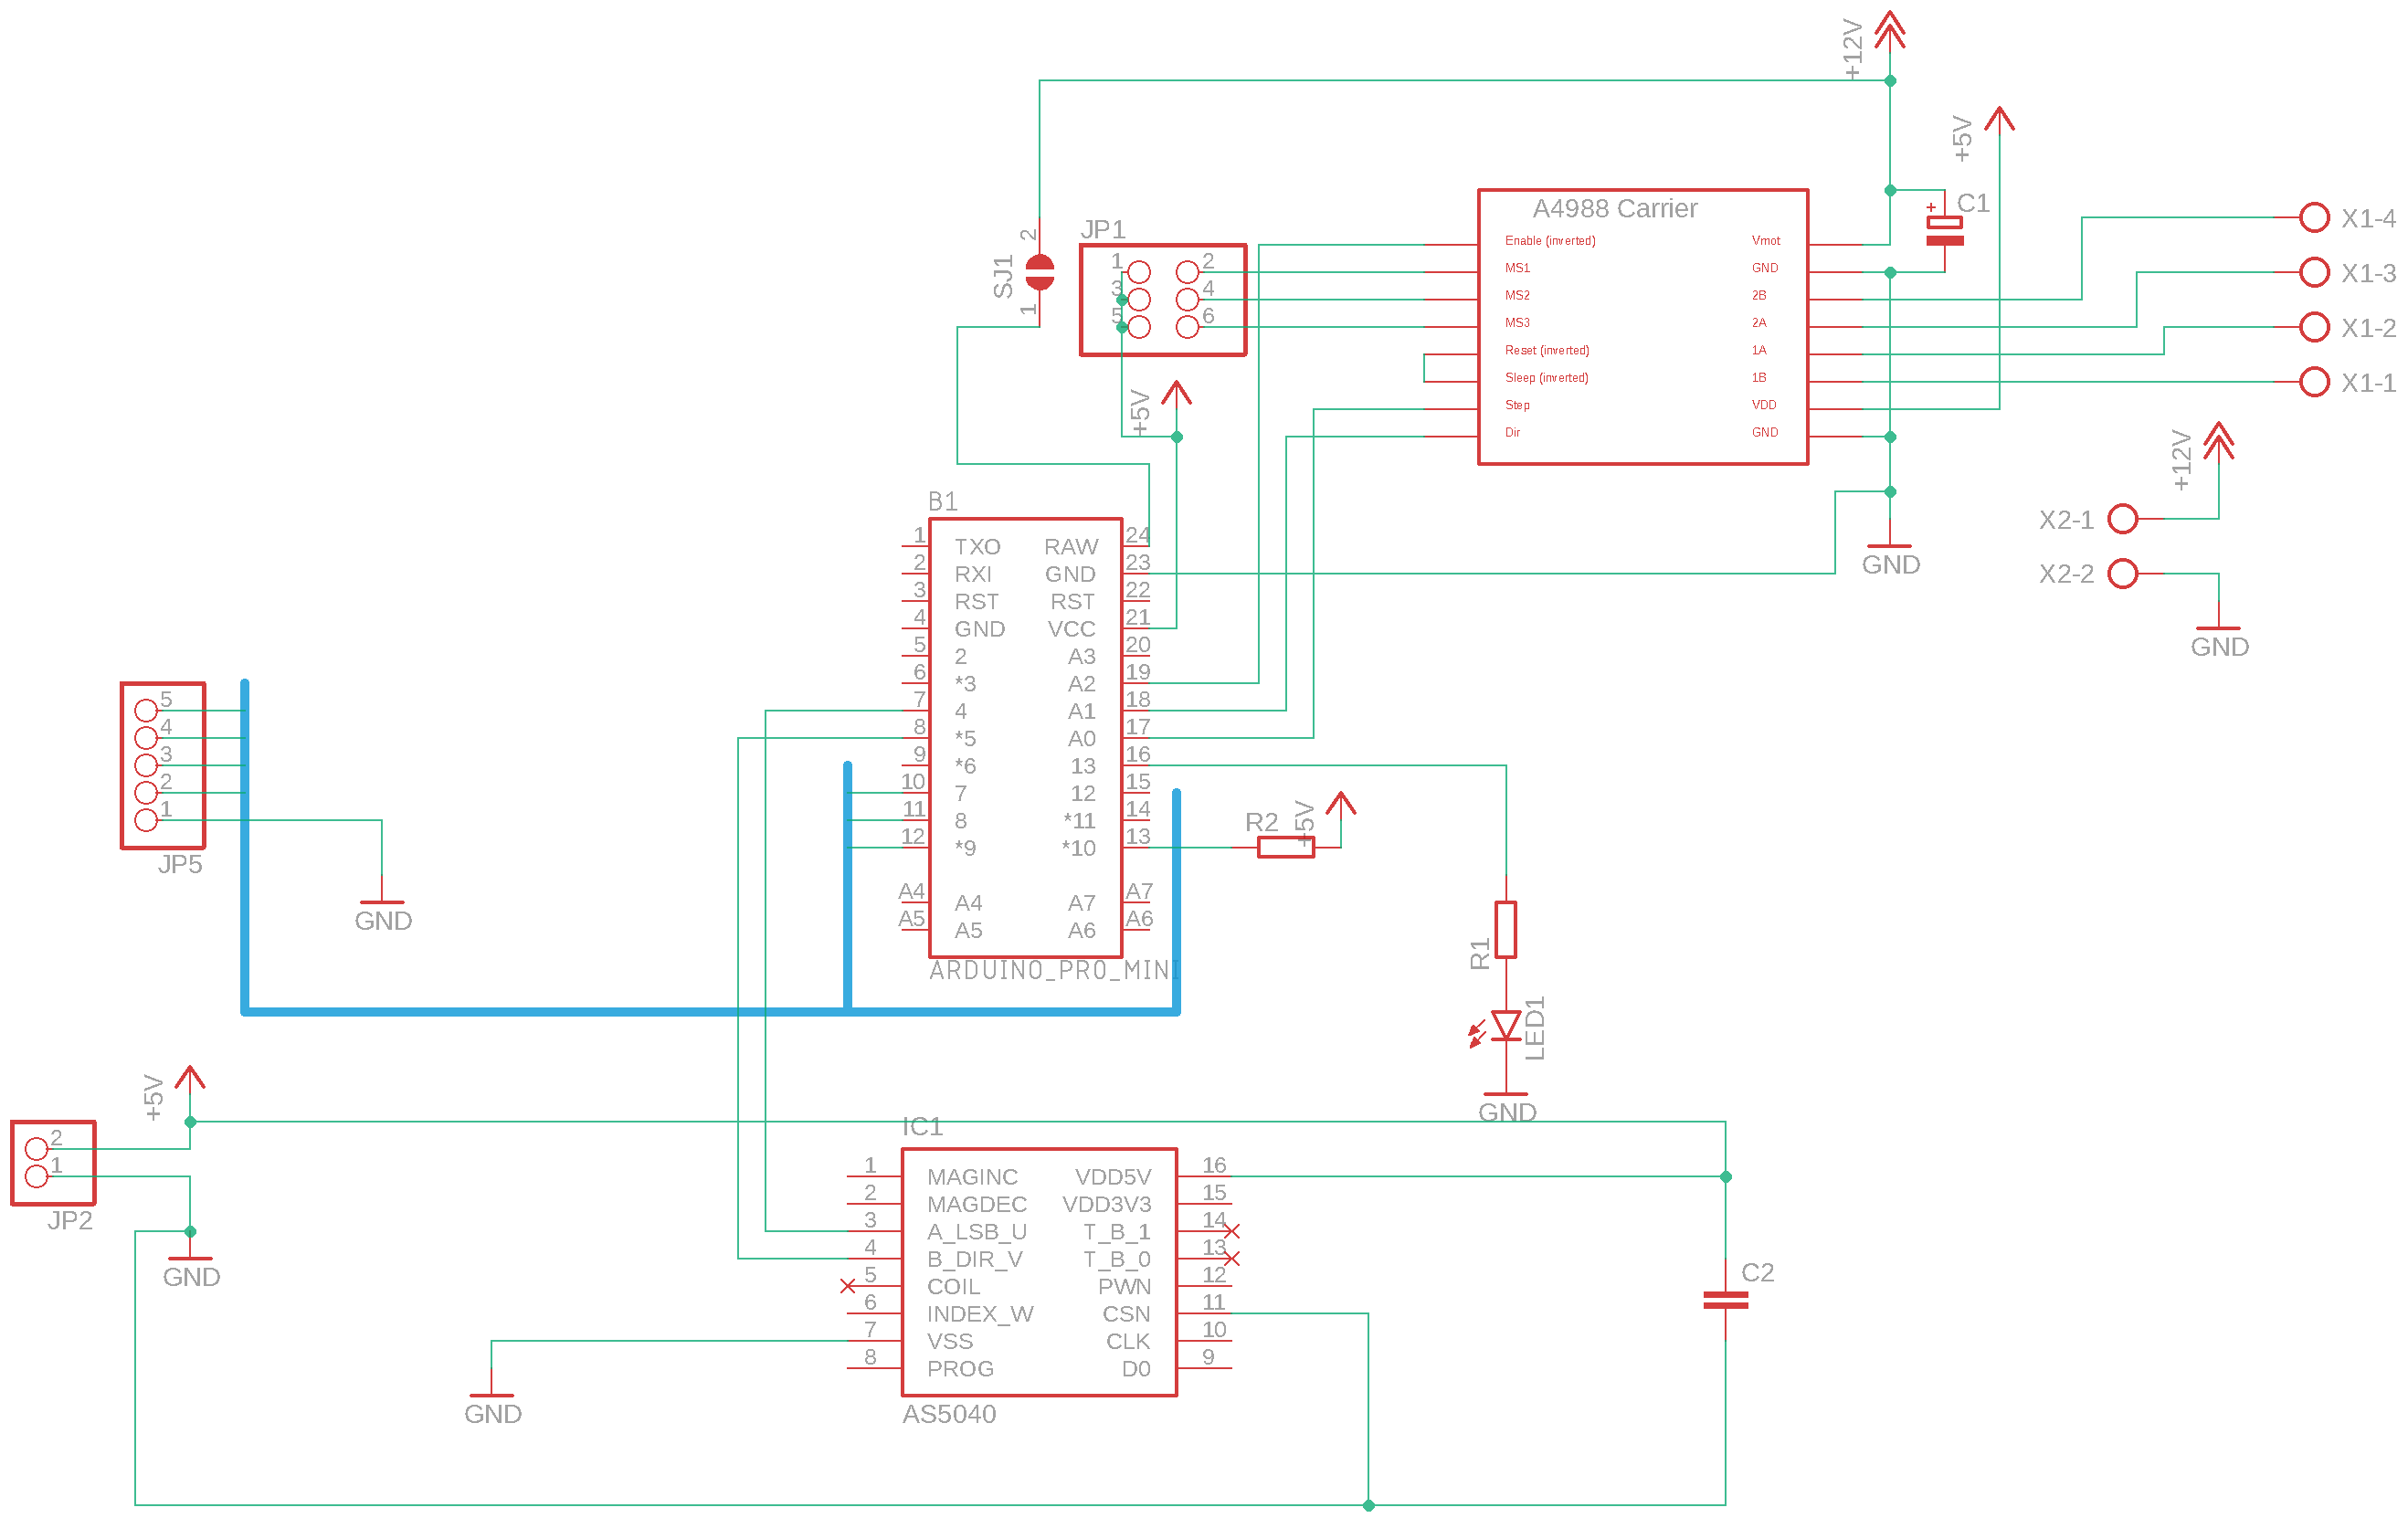 +12V
+5V
C1
+
A4988 Carrier
Enable (inverted)
MS1
MS2
MS3
Reset (inverted)
Sleep (inverted)
Step
Dir
Vmot
GND
2B
2A
1A
1B
VDD
GND
X1-4
X1-3
X1-2
X1-1
SJ1
2
1
JP1
1 2
3 4
5 6
+5V
+12V
X2-1
X2-2
GND
GND
B1
1 TXO RAW 24
2 RXI GND 23
3 RST RST 22
4 GND VCC 21
5 2 A3 20
6 *3 A2 19
7 4 A1 18
8 *5 A0 17
9 *6 13 16
10 7 12 15
11 8 *11 14
12 *9 *10 13
A4 A4 A7 A7
A5 A5 A6 A6
ARDUINO_PRO_MINI
5
4
3
2
1
JP5
GND
R2
+5V
R1
LED1
GND
+5V
2
1
JP2
GND
IC1
1 MAGINC VDD5V 16
2 MAGDEC VDD3V3 15
3 A_LSB_U T_B_1 14
4 B_DIR_V T_B_0 13
5 COIL PWN 12
6 INDEX_W CSN 11
7 VSS CLK 10
8 PROG D0 9
AS5040
GND
C2